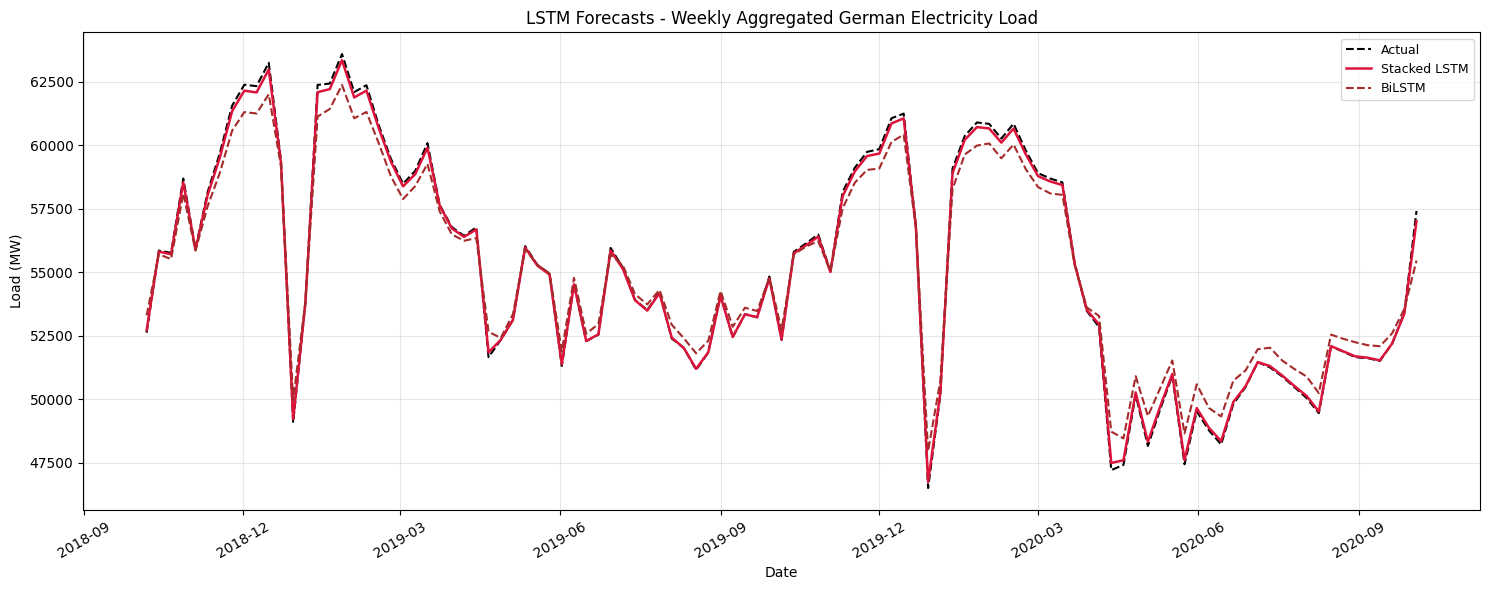 LSTM Forecasts - Weekly Aggregated German Electricity Load
Actual
Stacked LSTM
BiLSTM
Load (MW)
62500
60000
57500
55000
52500
50000
47500
2018-09
2018-12
2019-03
2019-06
2019-09
2019-12
2020-03
2020-06
2020-09
Date